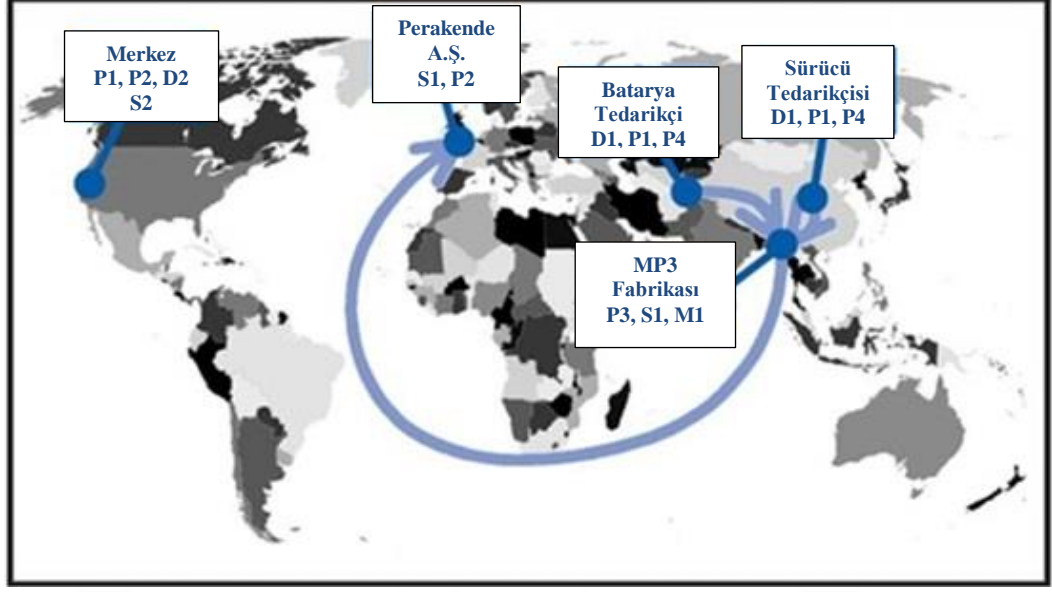 Merkez
P1, P2, D2
S2
Perakende
A.Ş.
S1, P2
Batarya
Tedarikçi
D1, P1, P4
Sürücü
Tedarikçisi
D1, P1, P4
MP3
Fabrikası
P3, S1, M1